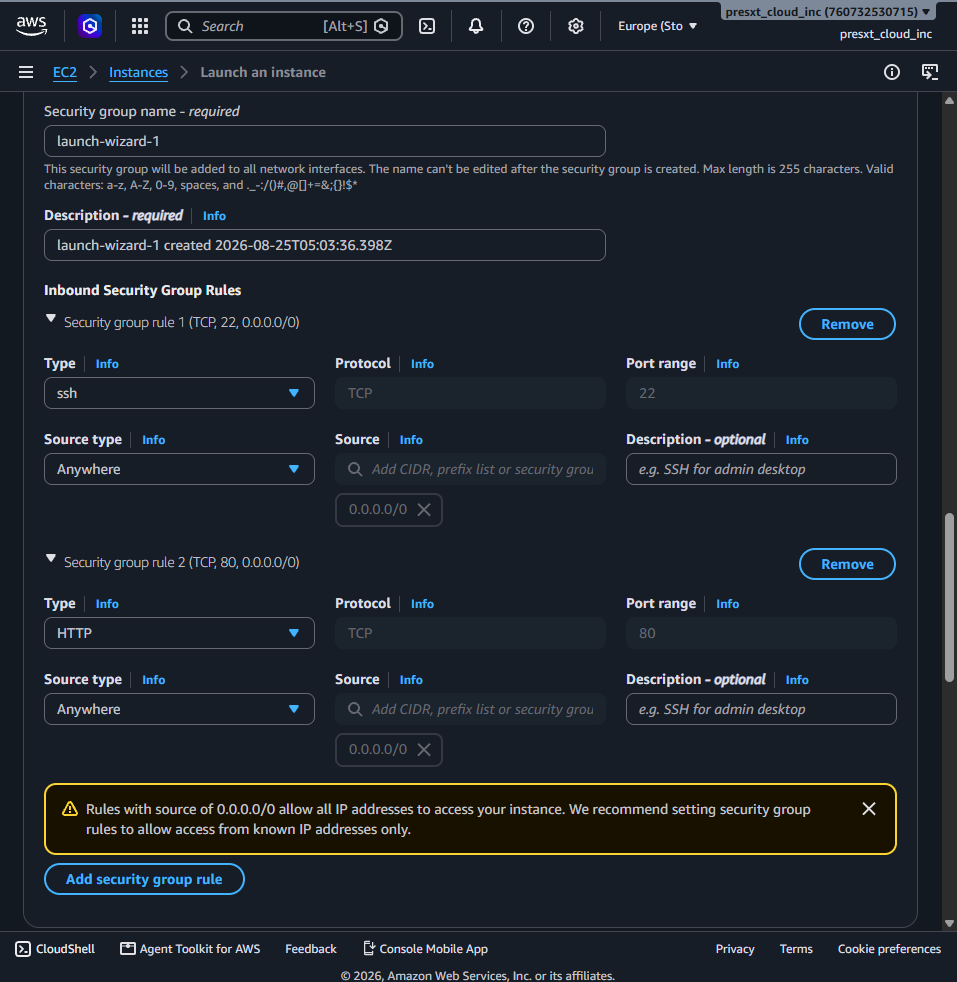 aws
Search [Alt+S]
Europe (Sto
presxt_cloud_inc (760732530715)
presxt_cloud_inc
EC2 Instances Launch an instance
Security group name - required
launch-wizard-1
This security group will be added to all network interfaces. The name can't be edited after the security group is created. Max length is 255 characters. Valid
characters: a-z, A-Z, 0-9, spaces, and ._-:/()#,@[]+=&;{}!$*
Description - required Info
launch-wizard-1 created 2026-08-25T05:03:36.398Z
Inbound Security Group Rules
Security group rule 1 (TCP, 22, 0.0.0.0/0)
Remove
Type Info Protocol Info Port range Info
ssh TCP 22
Source type Info Source Info Description - optional Info
Anywhere Add CIDR, prefix list or security grou e.g. SSH for admin desktop
0.0.0.0/0
Security group rule 2 (TCP, 80, 0.0.0.0/0)
Remove
Type Info Protocol Info Port range Info
HTTP TCP 80
Source type Info Source Info Description - optional Info
Anywhere Add CIDR, prefix list or security grou e.g. SSH for admin desktop
0.0.0.0/0
Rules with source of 0.0.0.0/0 allow all IP addresses to access your instance. We recommend setting security group
rules to allow access from known IP addresses only.
Add security group rule
CloudShell Agent Toolkit for AWS Feedback Console Mobile App Privacy Terms Cookie preferences
© 2026, Amazon Web Services, Inc. or its affiliates.